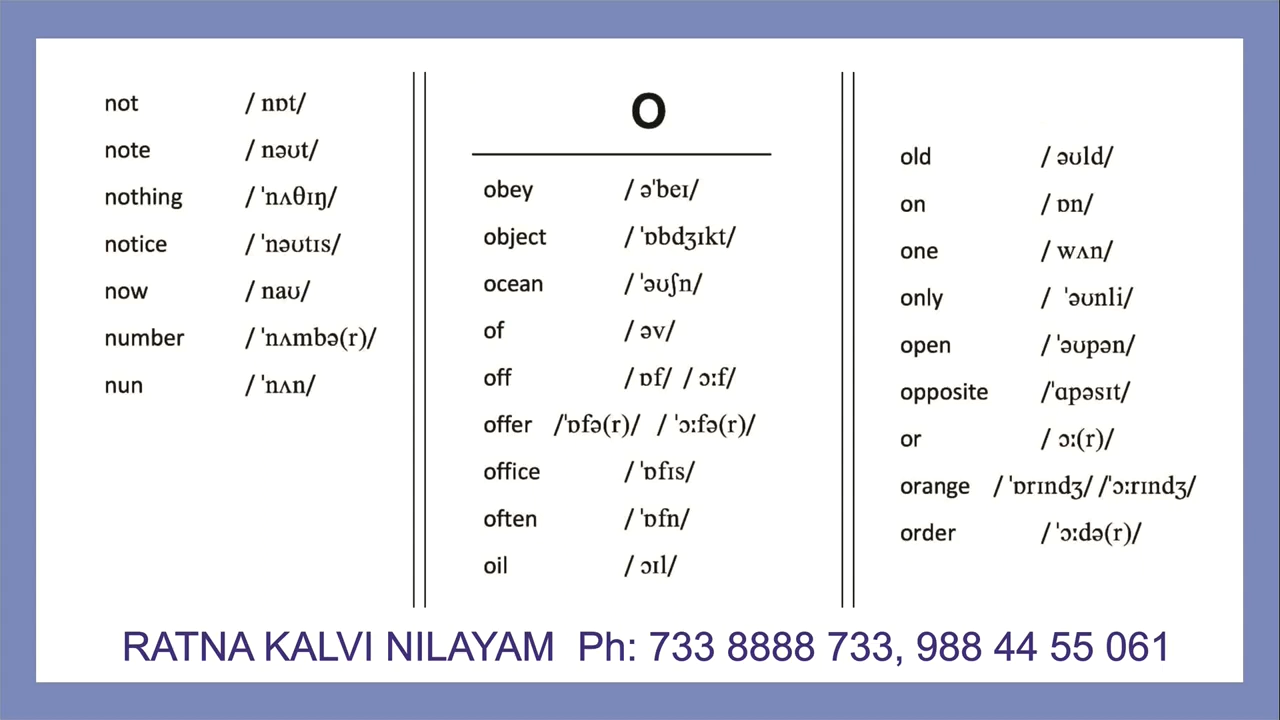 not / nɒt/
note / nəʊt/
nothing / ˈnʌθɪŋ/
notice / ˈnəʊtɪs/
now / naʊ/
number / ˈnʌmbə(r)/
nun / ˈnʌn/
O
obey / əˈbeɪ/
object / ˈɒbdʒɪkt/
ocean / ˈəʊʃn/
of / əv/
off / ɒf/ / ɔːf/
offer /ˈɒfə(r)/ / ˈɔːfə(r)/
office / ˈɒfɪs/
often / ˈɒfn/
oil / ɔɪl/
old / əʊld/
on / ɒn/
one / wʌn/
only / ˈəʊnli/
open / ˈəʊpən/
opposite /ˈɑpəsɪt/
or / ɔː(r)/
orange / ˈɒrɪndʒ/ /ˈɔːrɪndʒ/
order / ˈɔːdə(r)/
RATNA KALVI NILAYAM Ph: 733 8888 733, 988 44 55 061